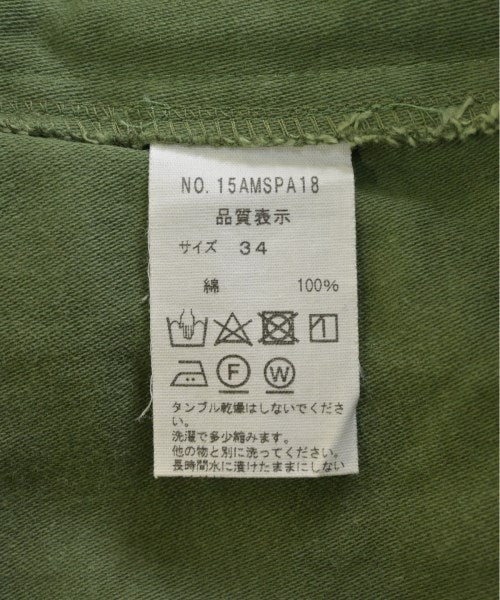 NO.15AMSPA18
品質表示
サイズ 34
綿 100%
F W
タンブル乾燥はしないでくださ
い。
洗濯で多少縮みます。
他の物と別に洗ってください。
長時間水に漬けたままにしない